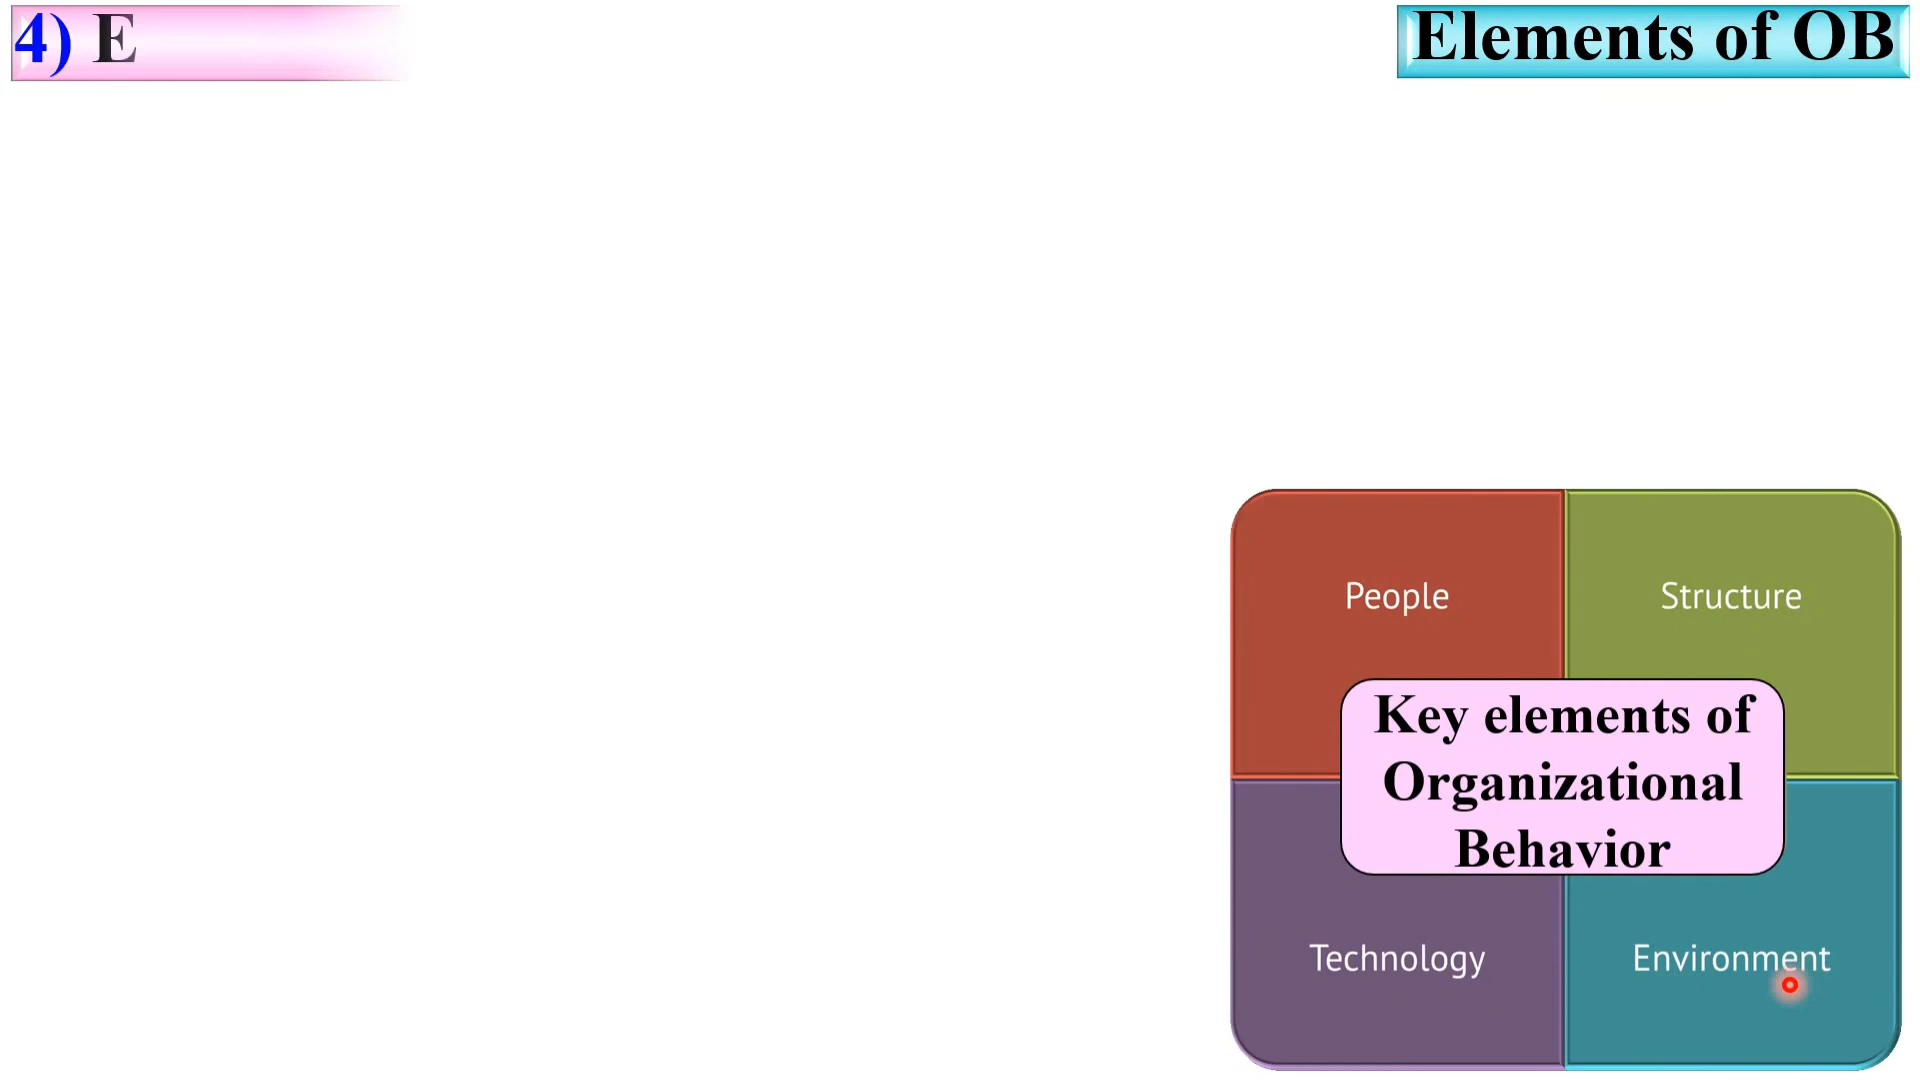 4) E
Elements of OB
People
Structure
Key elements of
Organizational
Behavior
Technology
Environment